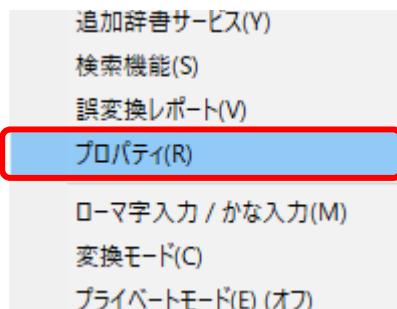 追加辞書サービス(Y)
検索機能(S)
誤変換レポート(V)
プロパティ(R)
ローマ字入力 / かな入力(M)
変換モード(C)
プライベートモード(E) (オフ)